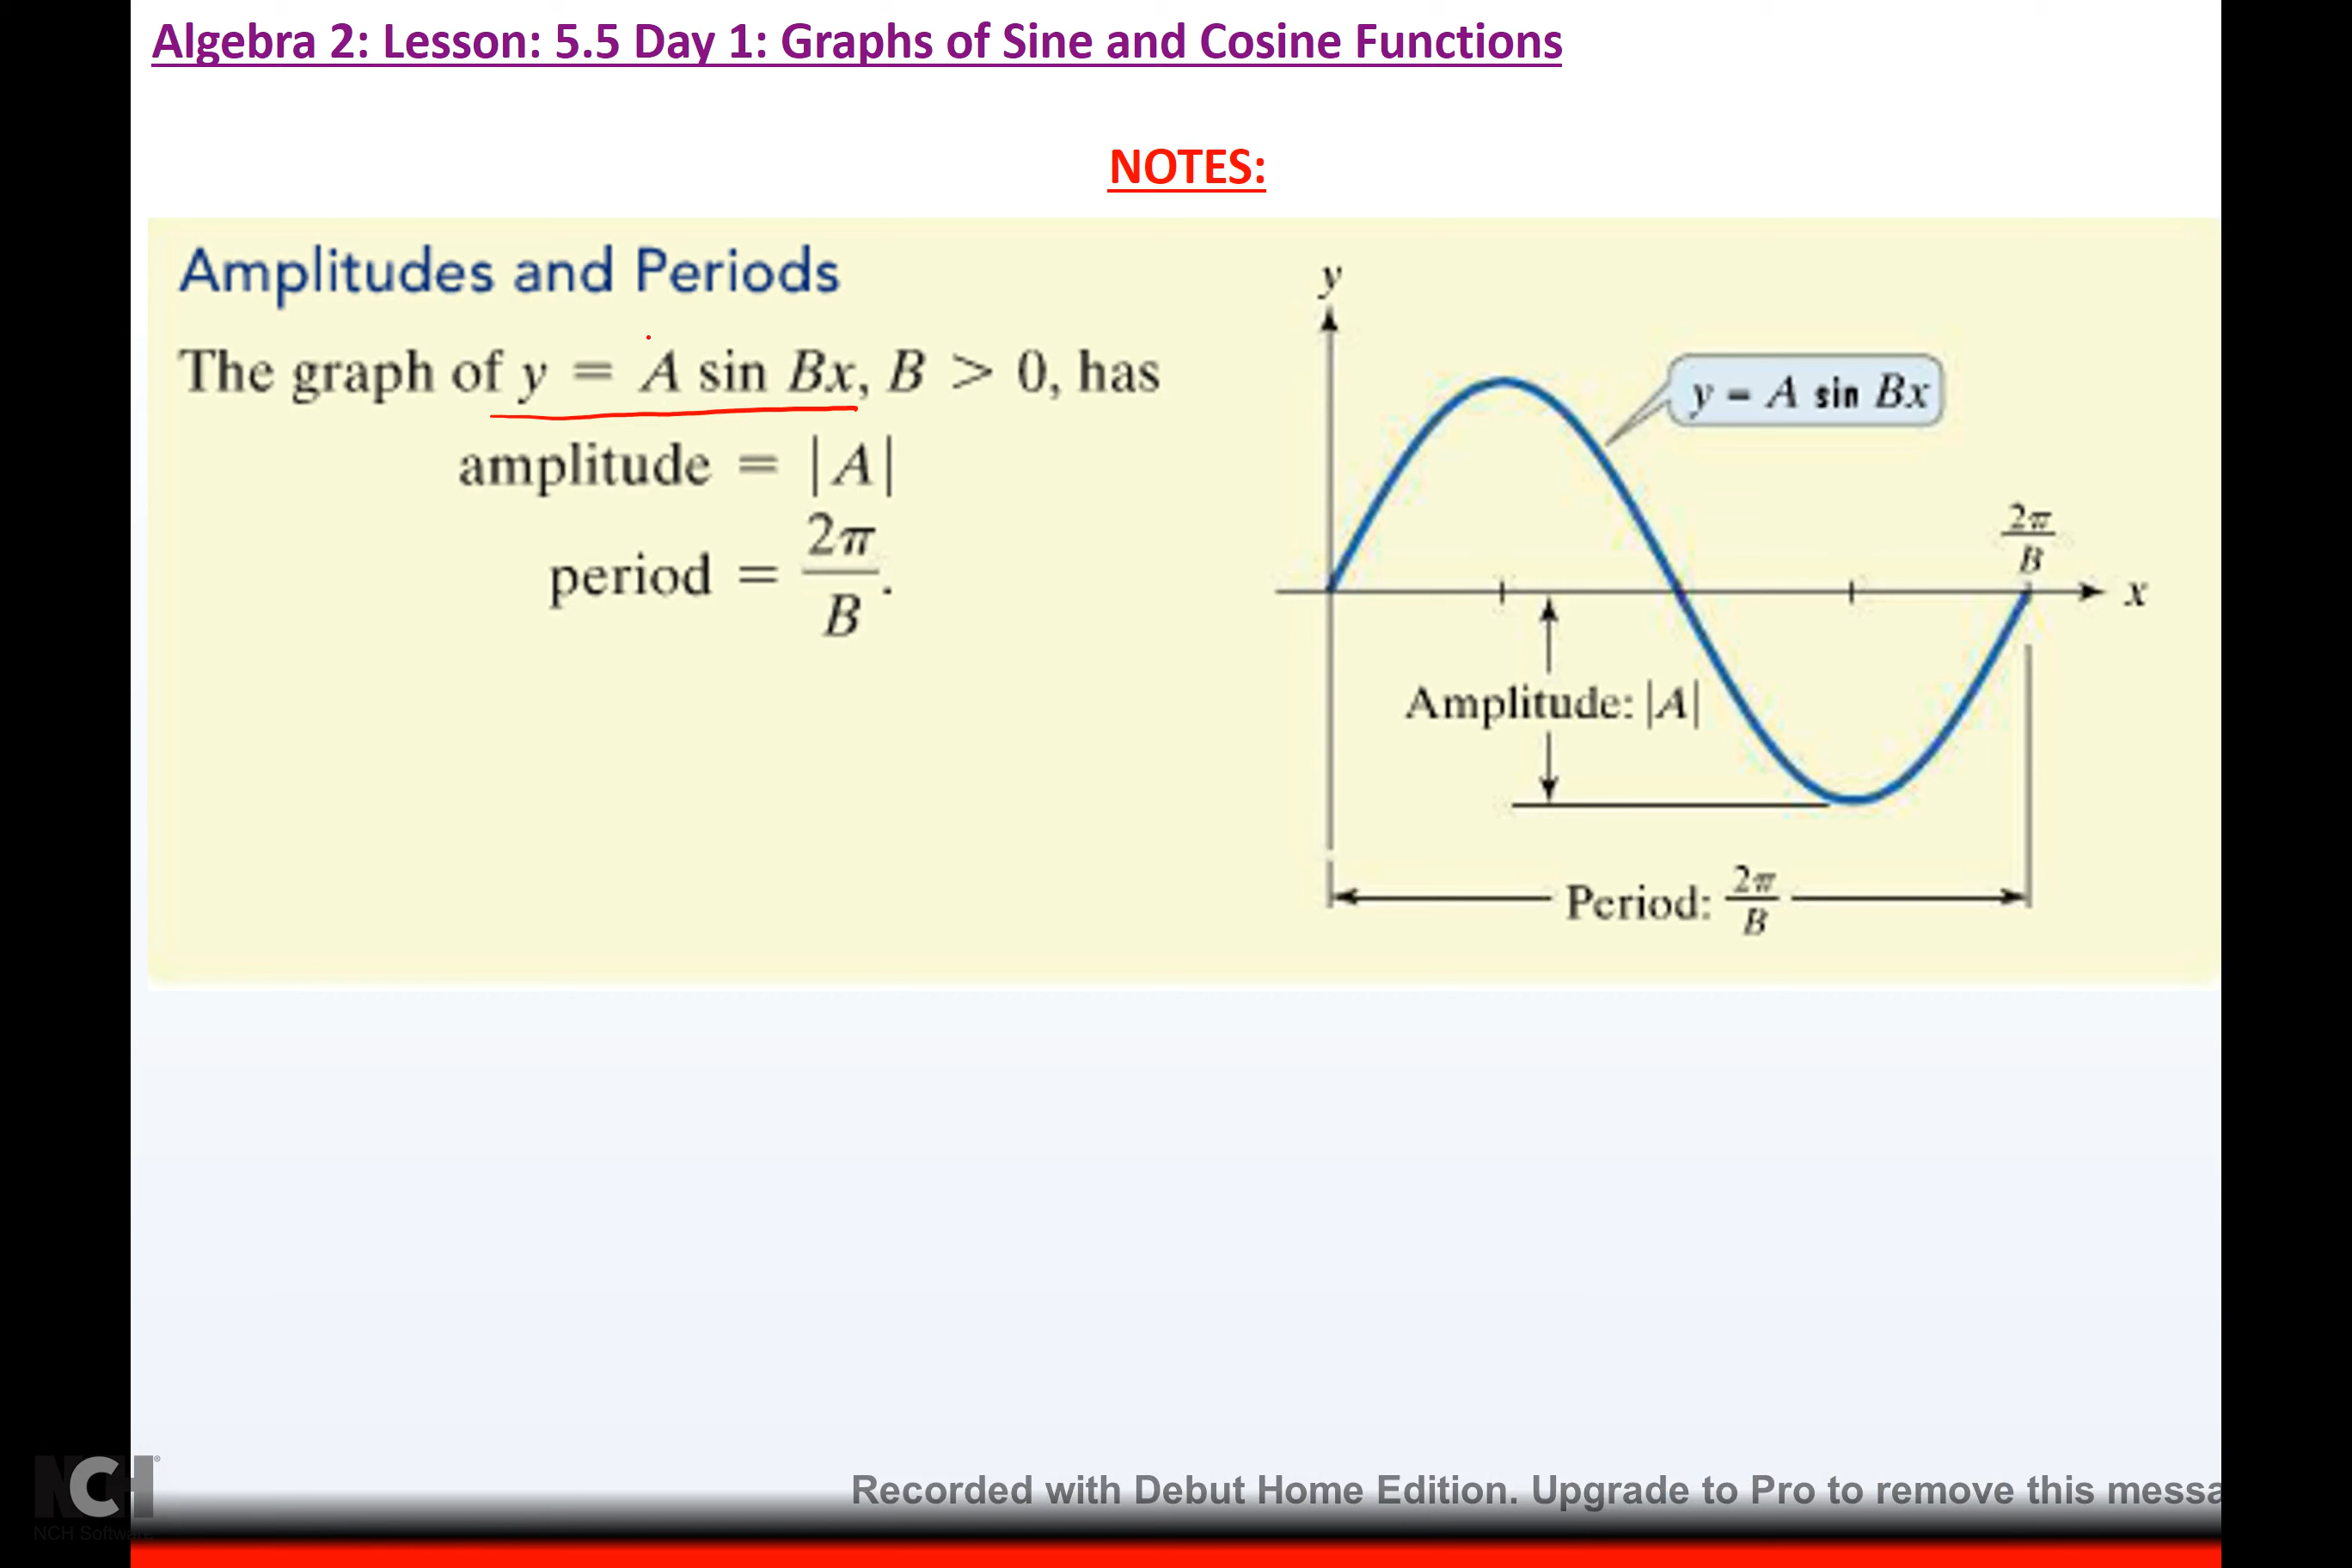 Algebra 2: Lesson: 5.5 Day 1: Graphs of Sine and Cosine Functions
NOTES:
Amplitudes and Periods
The graph of y = A sin Bx, B > 0, has
amplitude = |A|
period = 2π/B.
y
y = A sin Bx
2π/B
x
Amplitude: |A|
Period: 2π/B
NCH®
NCH Software
Recorded with Debut Home Edition. Upgrade to Pro to remove this messa